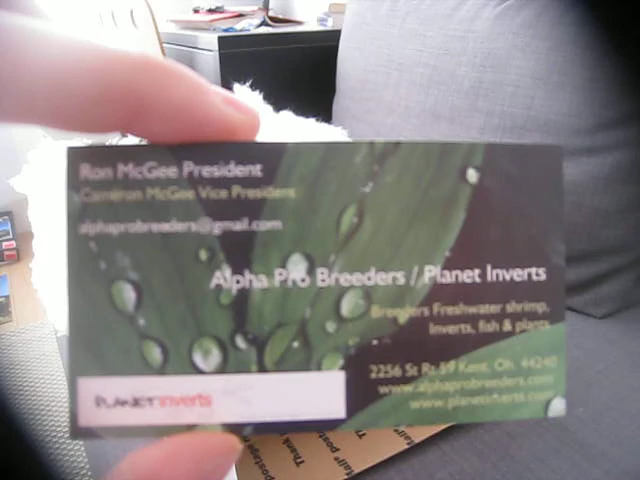 Ron McGee President
Cameron McGee Vice President
alphaprobreeders@gmail.com
Alpha Pro Breeders / Planet Inverts
Breeders Freshwater shrimp,
Inverts, fish & plants
2256 St Rt 59 Kent, Oh. 44240
www.alphaprobreeders.com
www.planetinverts.com
PLANETinverts
Thank